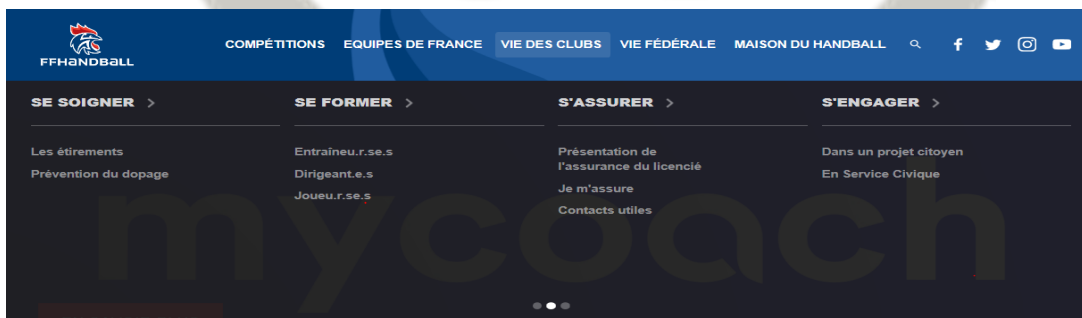 FFHANDBALL
COMPÉTITIONS EQUIPES DE FRANCE VIE DES CLUBS VIE FÉDÉRALE MAISON DU HANDBALL
SE SOIGNER >
Les étirements
Prévention du dopage
SE FORMER >
Entraîneu.r.se.s
Dirigeant.e.s
Joueu.r.se.s
S'ASSURER >
Présentation de
l'assurance du licencié
Je m'assure
Contacts utiles
S'ENGAGER >
Dans un projet citoyen
En Service Civique
mycoach